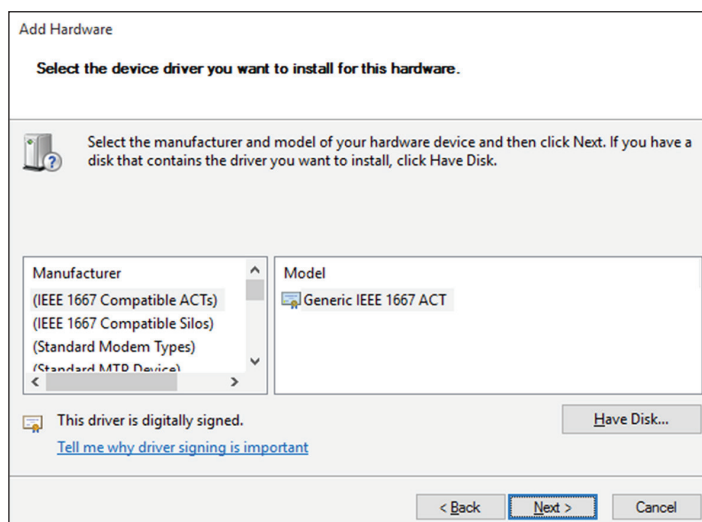 Add Hardware
Select the device driver you want to install for this hardware.
Select the manufacturer and model of your hardware device and then click Next. If you have a
disk that contains the driver you want to install, click Have Disk.
Manufacturer
(IEEE 1667 Compatible ACTs)
(IEEE 1667 Compatible Silos)
(Standard Modem Types)
(Standard MTP Device)
Model
Generic IEEE 1667 ACT
This driver is digitally signed.
Tell me why driver signing is important
Have Disk...
< Back
Next >
Cancel